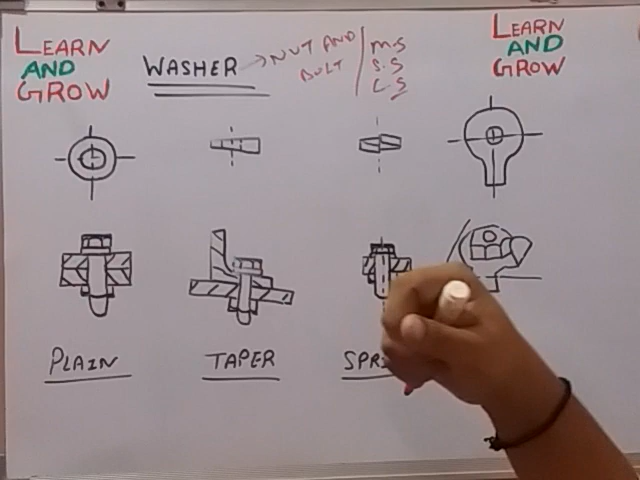 LEARN
AND
GROW
WASHER → NUT AND
BOLT
M.S
S.S
C.S
LEARN
AND
GROW
PLAIN
TAPER